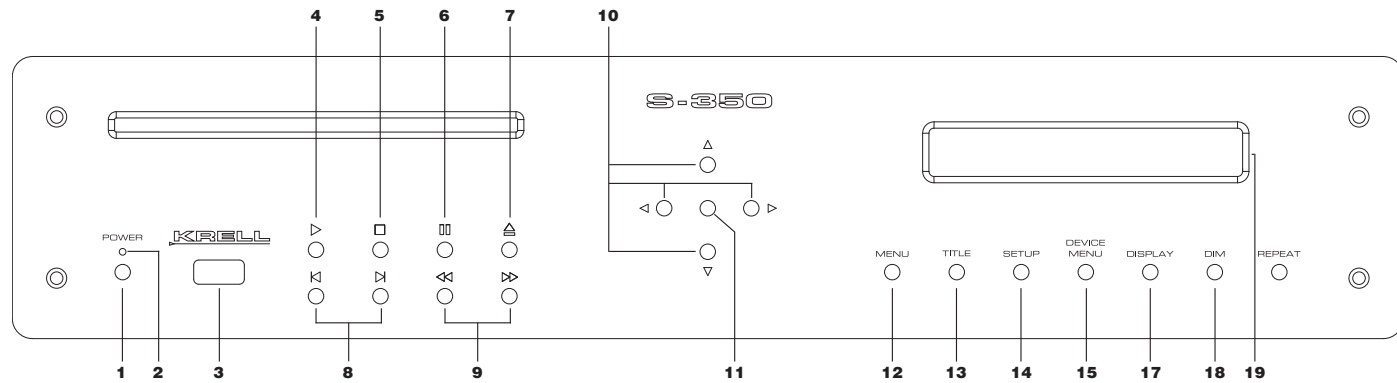 4 5 6 7 10
S-350
POWER
KRELL
MENU TITLE SETUP DEVICE MENU DISPLAY DIM REPEAT
1 2 3 8 9 11 12 13 14 15 17 18 19